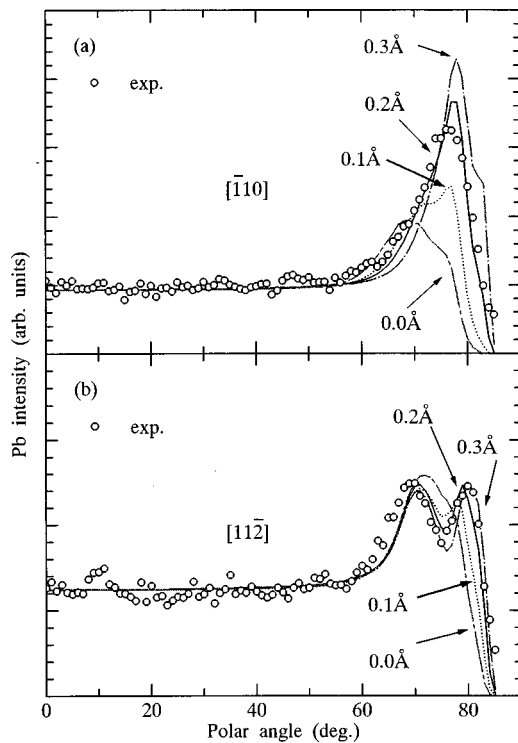 (a)
exp.
0.3Å
0.2Å
0.1Å
[1̄10]
0.0Å
Pb intensity (arb. units)
(b)
exp.
0.2Å
0.3Å
[112̄]
0.1Å
0.0Å
0 20 40 60 80
Polar angle (deg.)